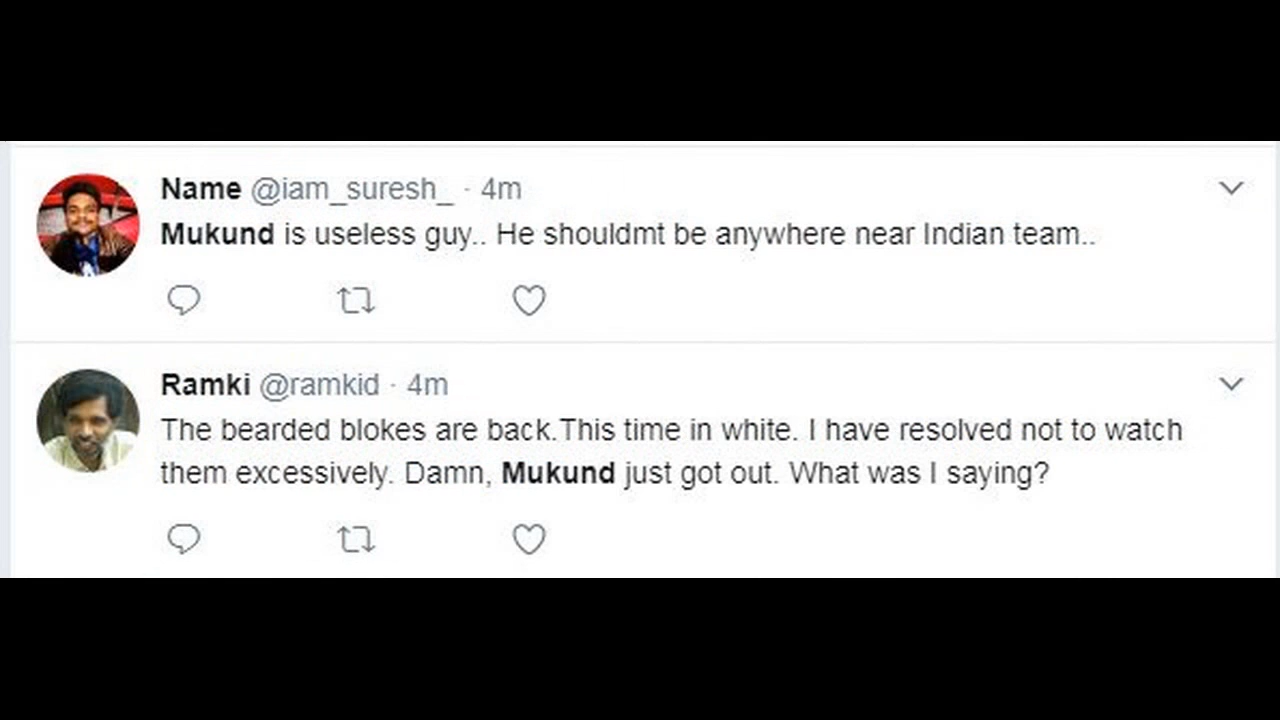 Name @iam_suresh_ · 4m
Mukund is useless guy.. He shouldmt be anywhere near Indian team..
Ramki @ramkid · 4m
The bearded blokes are back.This time in white. I have resolved not to watch
them excessively. Damn, Mukund just got out. What was I saying?